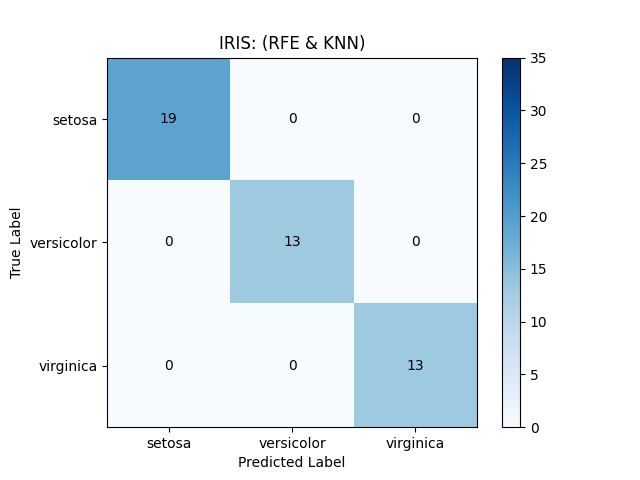 IRIS: (RFE & KNN)
setosa 19 0 0
versicolor 0 13 0
virginica 0 0 13
setosa versicolor virginica
Predicted Label
True Label
35
30
25
20
15
10
5
0